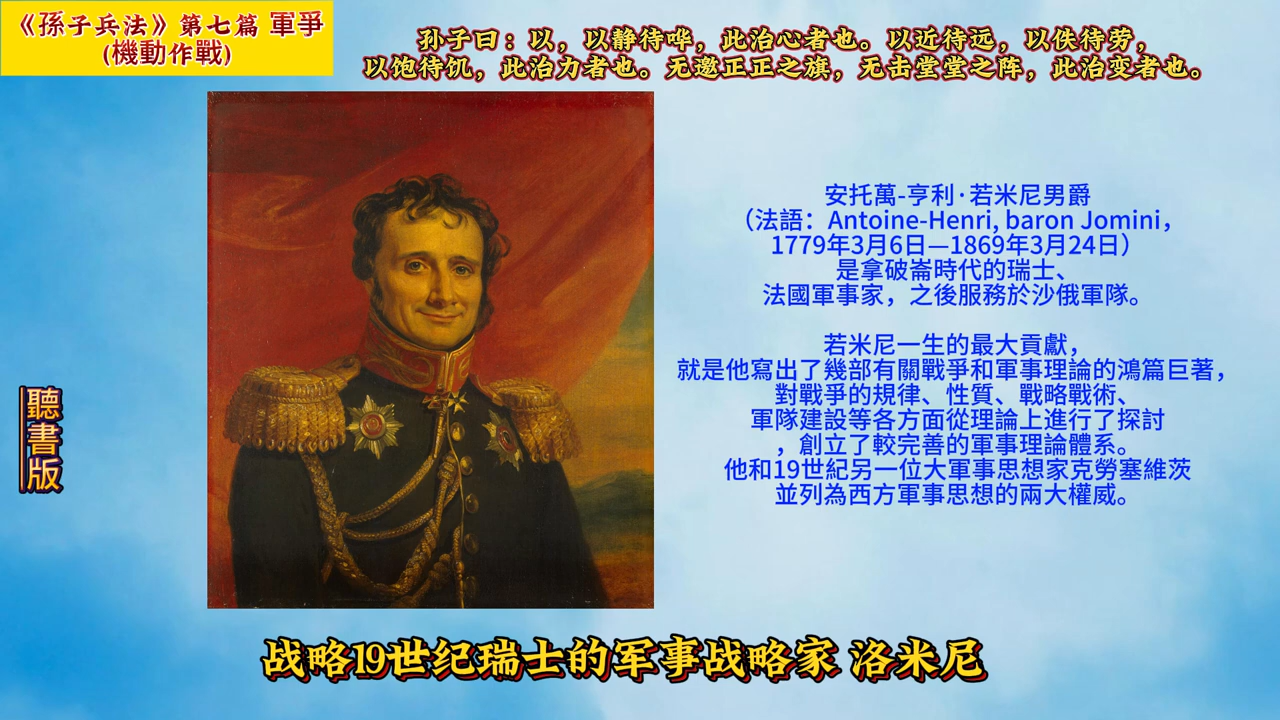 《孫子兵法》第七篇 軍爭
(機動作戰)
孙子曰：以，以静待哗，此治心者也。以近待远，以佚待劳，
以饱待饥，此治力者也。无邀正正之旗，无击堂堂之阵，此治变者也。
安托萬-亨利·若米尼男爵
（法語：Antoine-Henri, baron Jomini，
1779年3月6日—1869年3月24日）
是拿破崙時代的瑞士、
法國軍事家，之後服務於沙俄軍隊。
若米尼一生的最大貢獻，
就是他寫出了幾部有關戰爭和軍事理論的鴻篇巨著，
對戰爭的規律、性質、戰略戰術、
軍隊建設等各方面從理論上進行了探討
，創立了較完善的軍事理論體系。
他和19世紀另一位大軍事思想家克勞塞維茨
並列為西方軍事思想的兩大權威。
聽書版
战略19世纪瑞士的军事战略家 洛米尼